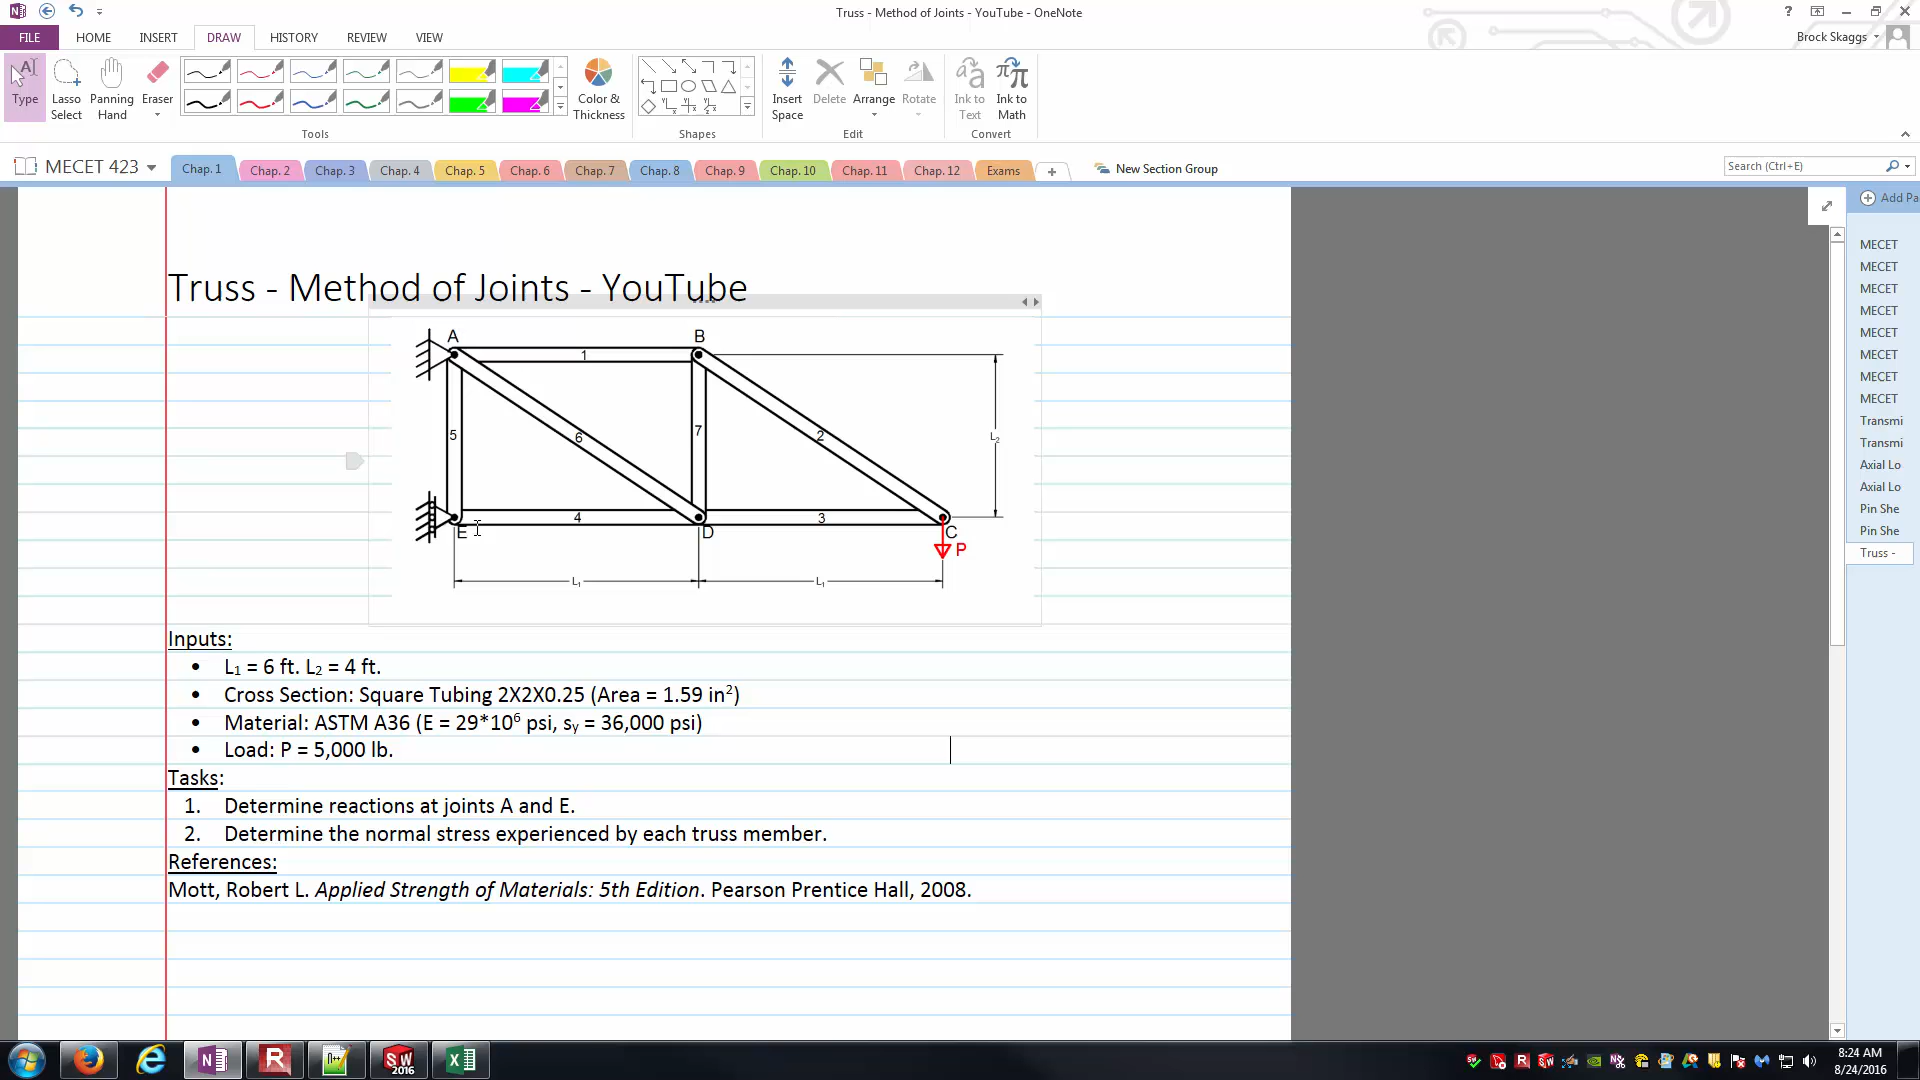 Truss - Method of Joints - YouTube - OneNote
?
FILE HOME INSERT DRAW HISTORY REVIEW VIEW
Brock Skaggs
Type
Lasso Select
Panning Hand
Eraser
Color & Thickness
Insert Space
Delete
Arrange
Rotate
Ink to Text
Ink to Math
Tools
Shapes
Edit
Convert
MECET 423
Chap. 1 Chap. 2 Chap. 3 Chap. 4 Chap. 5 Chap. 6 Chap. 7 Chap. 8 Chap. 9 Chap. 10 Chap. 11 Chap. 12 Exams
New Section Group
Search (Ctrl+E)
Add Pa
MECET
MECET
MECET
MECET
MECET
MECET
MECET
MECET
Transmi
Transmi
Axial Lo
Axial Lo
Pin She
Pin She
Truss -
Truss - Method of Joints - YouTube
A B
1
5 6 7 2 L₂
4 3
E D C
P
L₁ L₁
Inputs:
• L₁ = 6 ft. L₂ = 4 ft.
• Cross Section: Square Tubing 2X2X0.25 (Area = 1.59 in²)
• Material: ASTM A36 (E = 29*10⁶ psi, sᵧ = 36,000 psi)
• Load: P = 5,000 lb.
Tasks:
1. Determine reactions at joints A and E.
2. Determine the normal stress experienced by each truss member.
References:
Mott, Robert L. Applied Strength of Materials: 5th Edition. Pearson Prentice Hall, 2008.
8:24 AM
8/24/2016